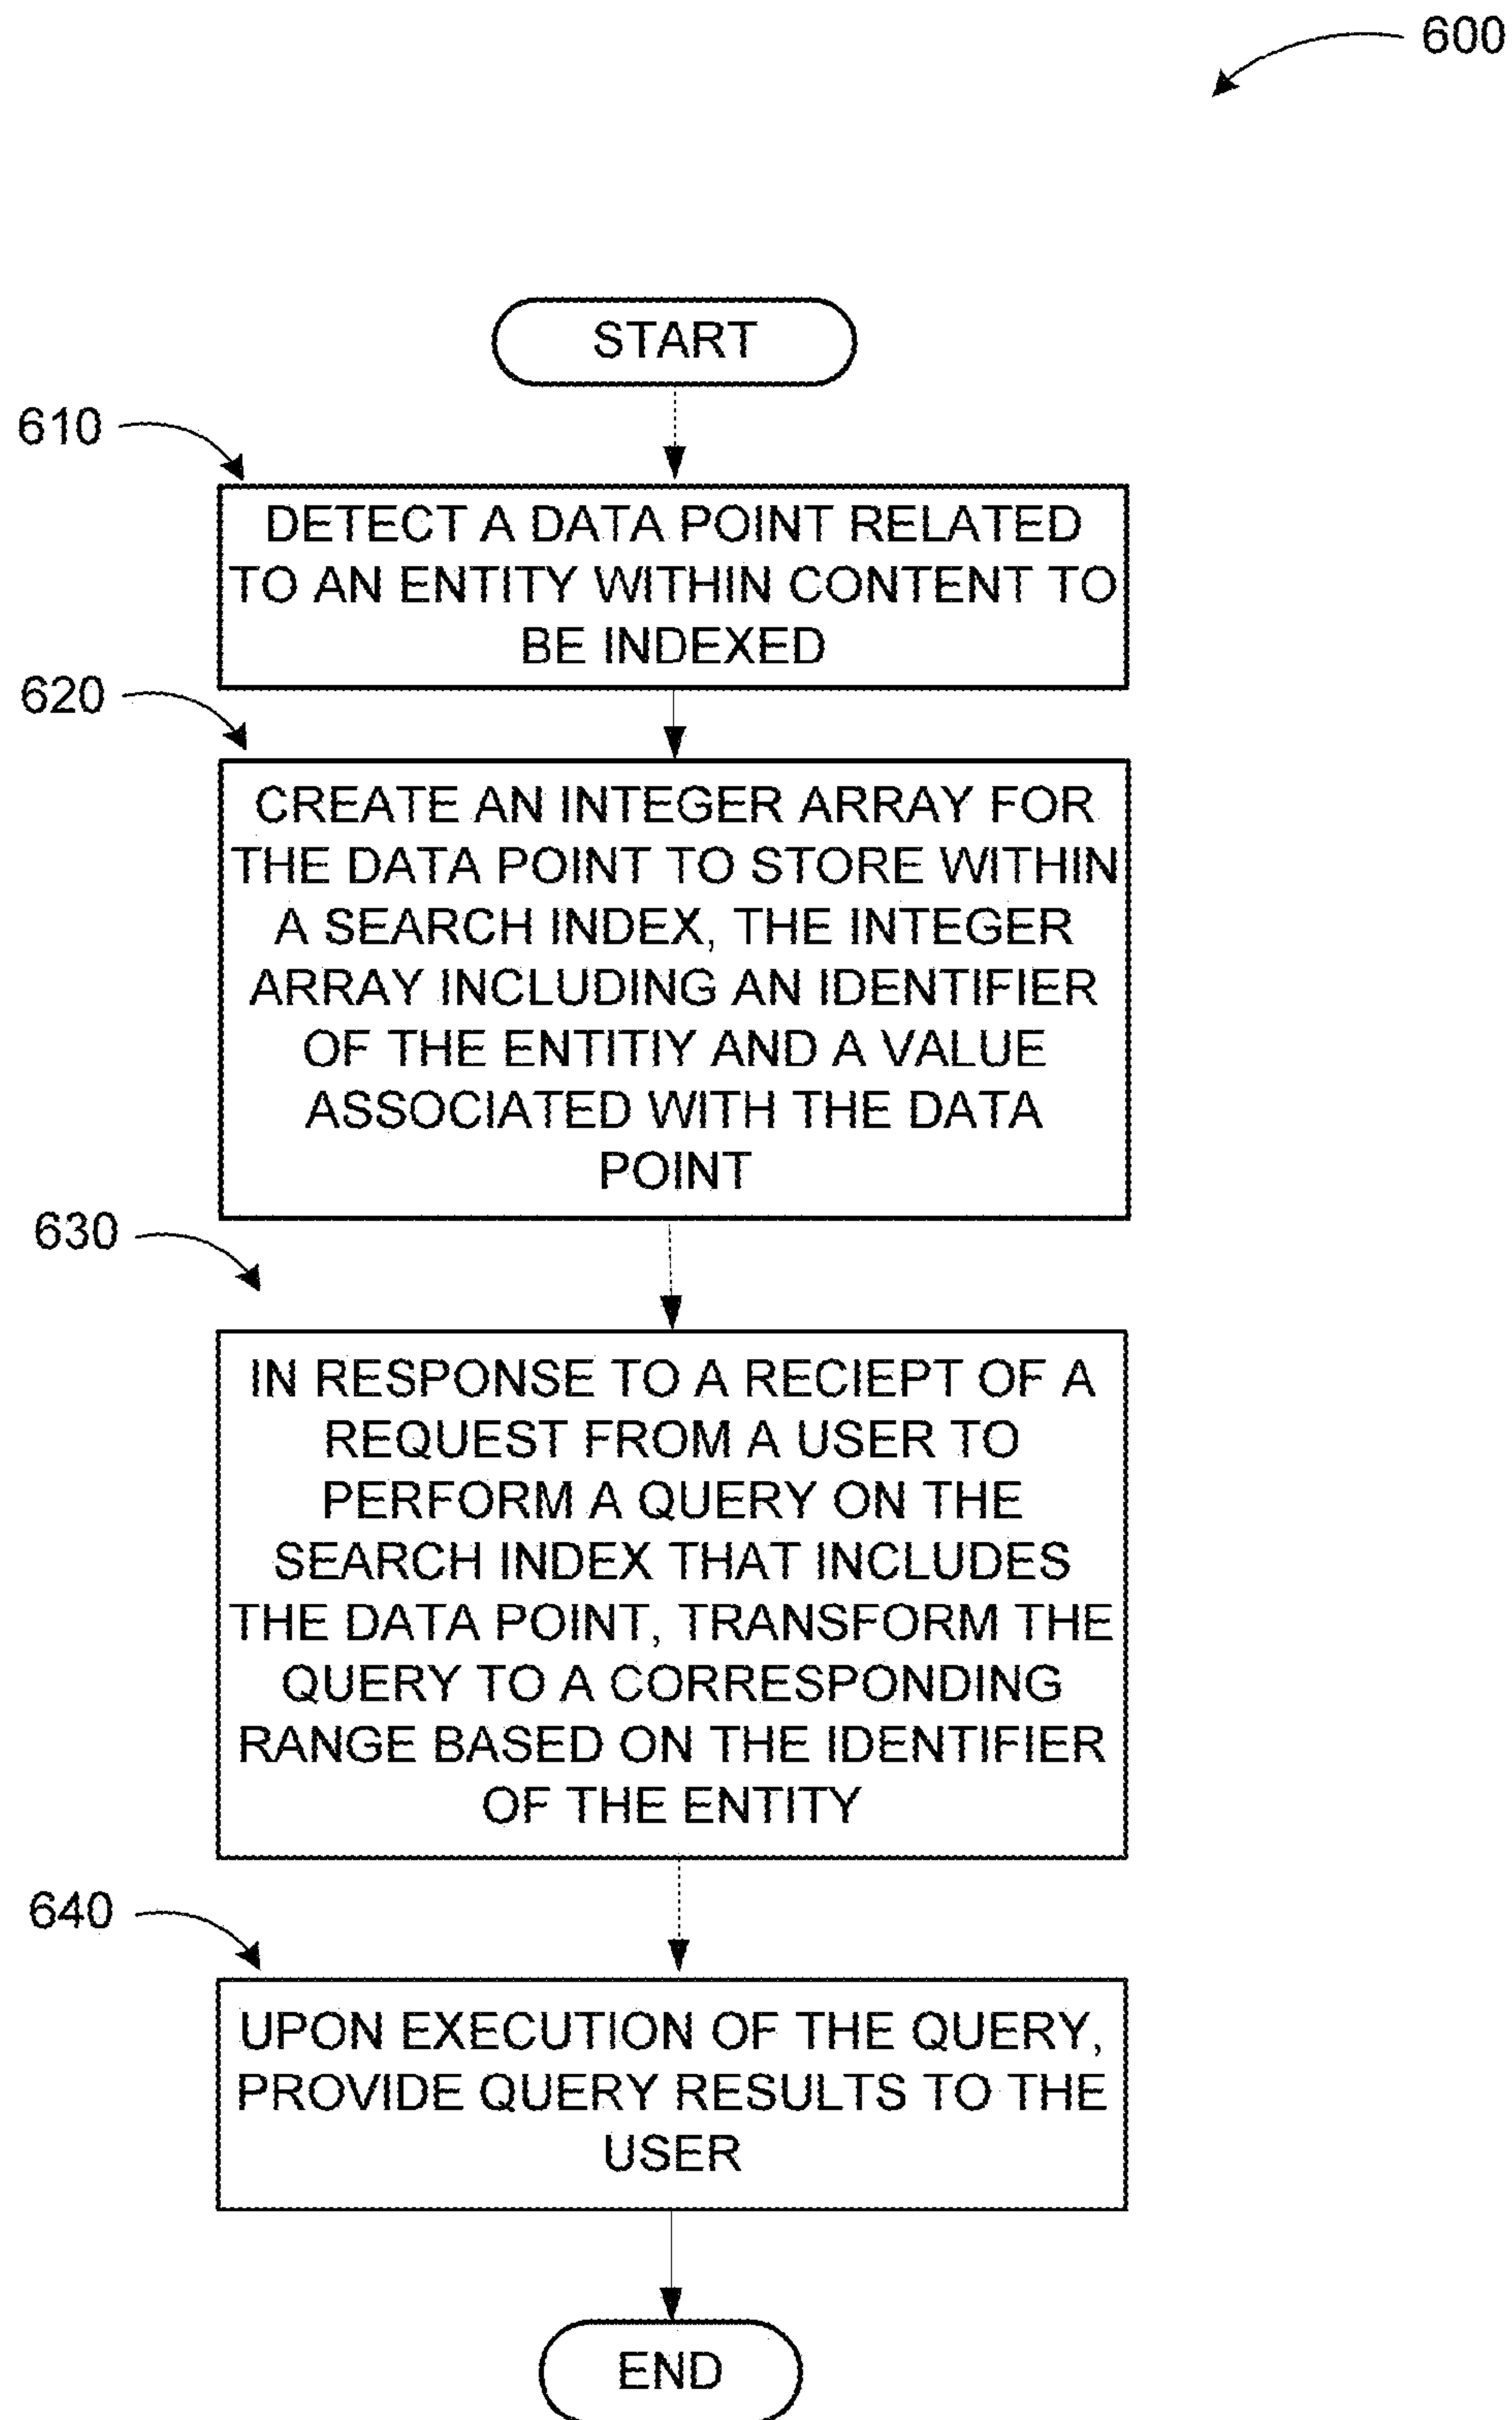 600
START
610
DETECT A DATA POINT RELATED
TO AN ENTITY WITHIN CONTENT TO
BE INDEXED
620
CREATE AN INTEGER ARRAY FOR
THE DATA POINT TO STORE WITHIN
A SEARCH INDEX, THE INTEGER
ARRAY INCLUDING AN IDENTIFIER
OF THE ENTITIY AND A VALUE
ASSOCIATED WITH THE DATA
POINT
630
IN RESPONSE TO A RECIEPT OF A
REQUEST FROM A USER TO
PERFORM A QUERY ON THE
SEARCH INDEX THAT INCLUDES
THE DATA POINT, TRANSFORM THE
QUERY TO A CORRESPONDING
RANGE BASED ON THE IDENTIFIER
OF THE ENTITY
640
UPON EXECUTION OF THE QUERY,
PROVIDE QUERY RESULTS TO THE
USER
END